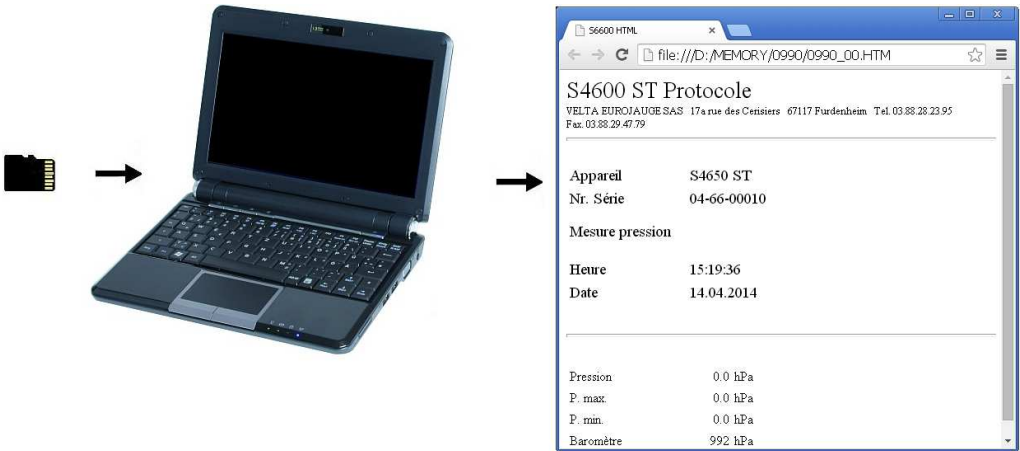 S6600 HTML
file:///D:/MEMORY/0990/0990_00.HTM
S4600 ST Protocole
VELTA EUROJAUGE SAS 17a rue des Cerisiers 67117 Furdenheim Tel. 03.88.28.23.95
Fax. 03.88.29.47.79
Appareil S4650 ST
Nr. Série 04-66-00010
Mesure pression
Heure 15:19:36
Date 14.04.2014
Pression 0.0 hPa
P. max. 0.0 hPa
P. min. 0.0 hPa
Baromètre 992 hPa